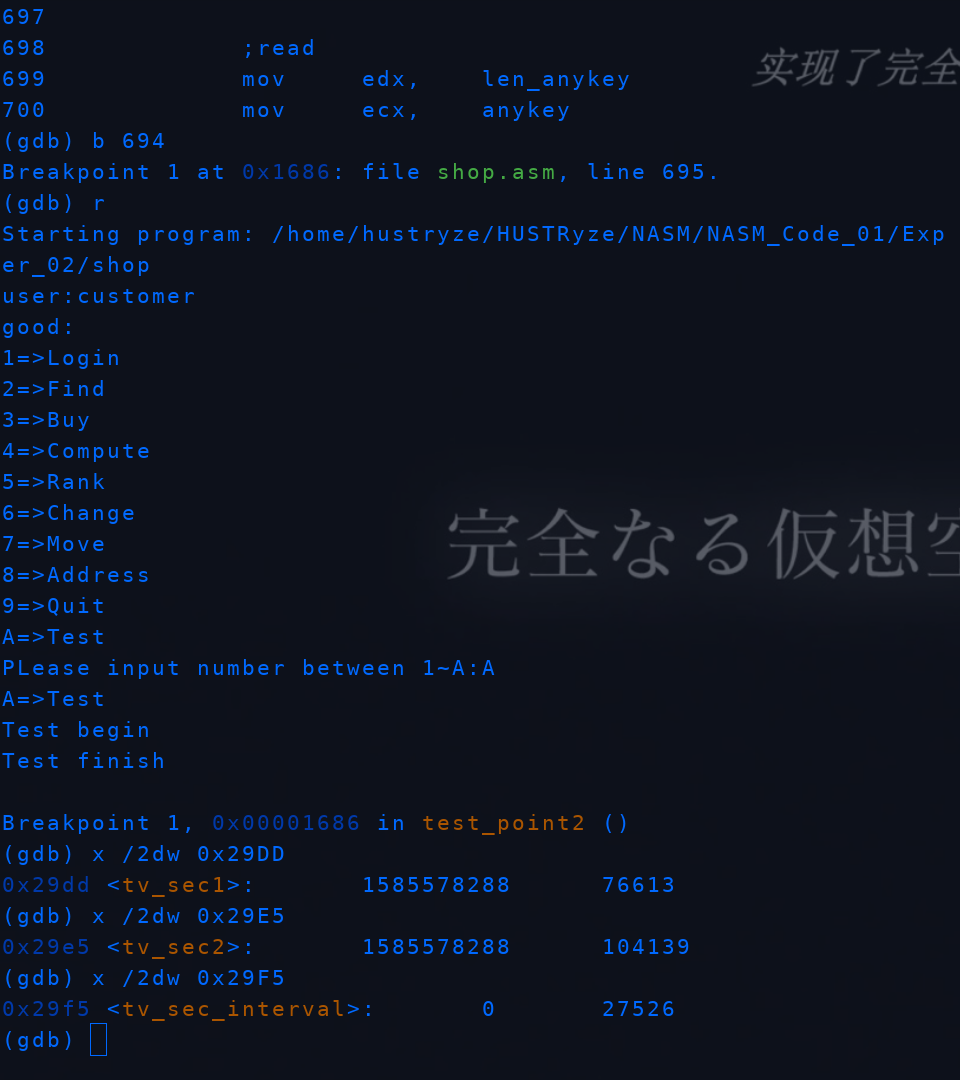 697
698             ;read
699             mov     edx,    len_anykey
700             mov     ecx,    anykey
(gdb) b 694
Breakpoint 1 at 0x1686: file shop.asm, line 695.
(gdb) r
Starting program: /home/hustryze/HUSTRyze/NASM/NASM_Code_01/Exp
er_02/shop
user:customer
good:
1=>Login
2=>Find
3=>Buy
4=>Compute
5=>Rank
6=>Change
7=>Move
8=>Address
9=>Quit
A=>Test
PLease input number between 1~A:A
A=>Test
Test begin
Test finish
Breakpoint 1, 0x00001686 in test_point2 ()
(gdb) x /2dw 0x29DD
0x29dd <tv_sec1>:       1585578288      76613
(gdb) x /2dw 0x29E5
0x29e5 <tv_sec2>:       1585578288      104139
(gdb) x /2dw 0x29F5
0x29f5 <tv_sec_interval>:       0       27526
(gdb)
实现了完全
完全なる仮想